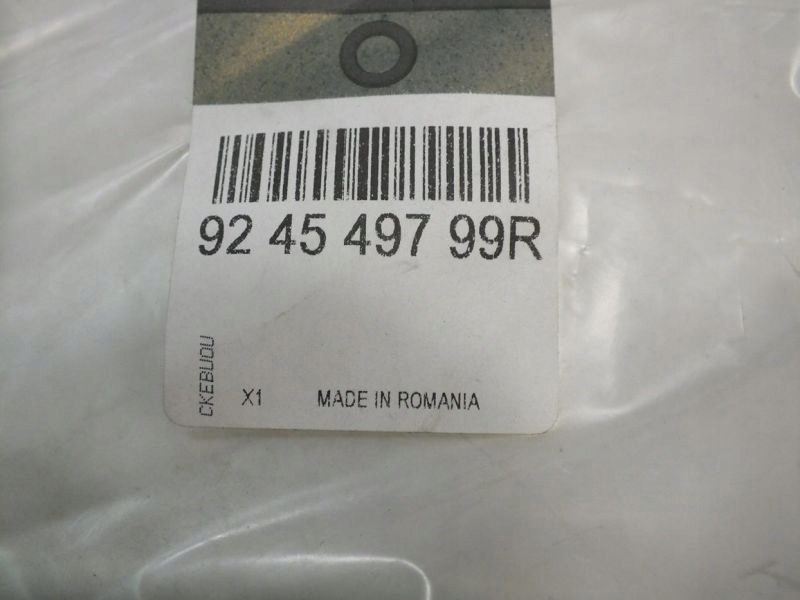 92 45 497 99R
CKEBUDU
X1 MADE IN ROMANIA